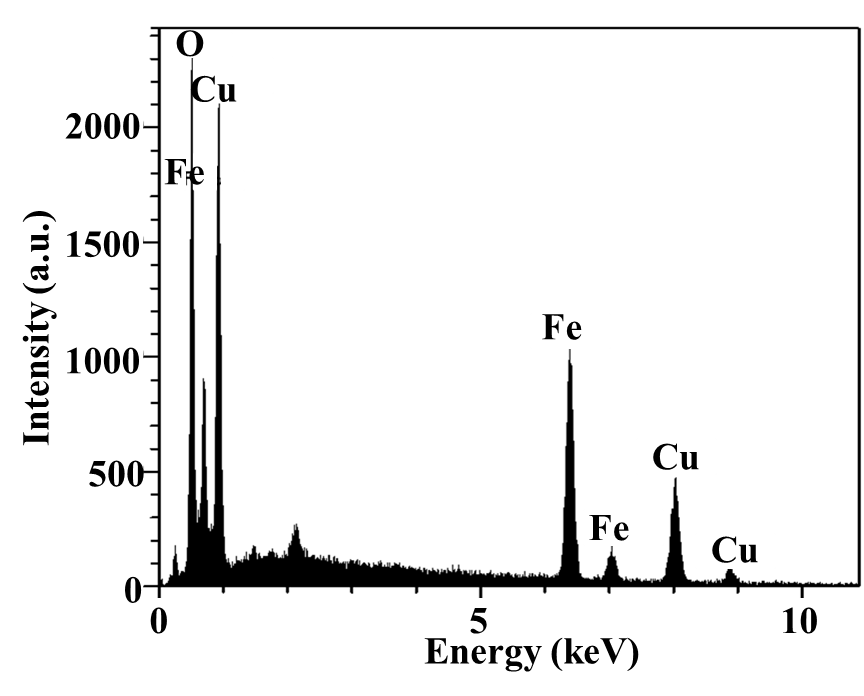 O
Cu
2000
Fe
1500
Fe
1000
Cu
500
Fe
Cu
0
0 5 10
Energy (keV)
Intensity (a.u.)